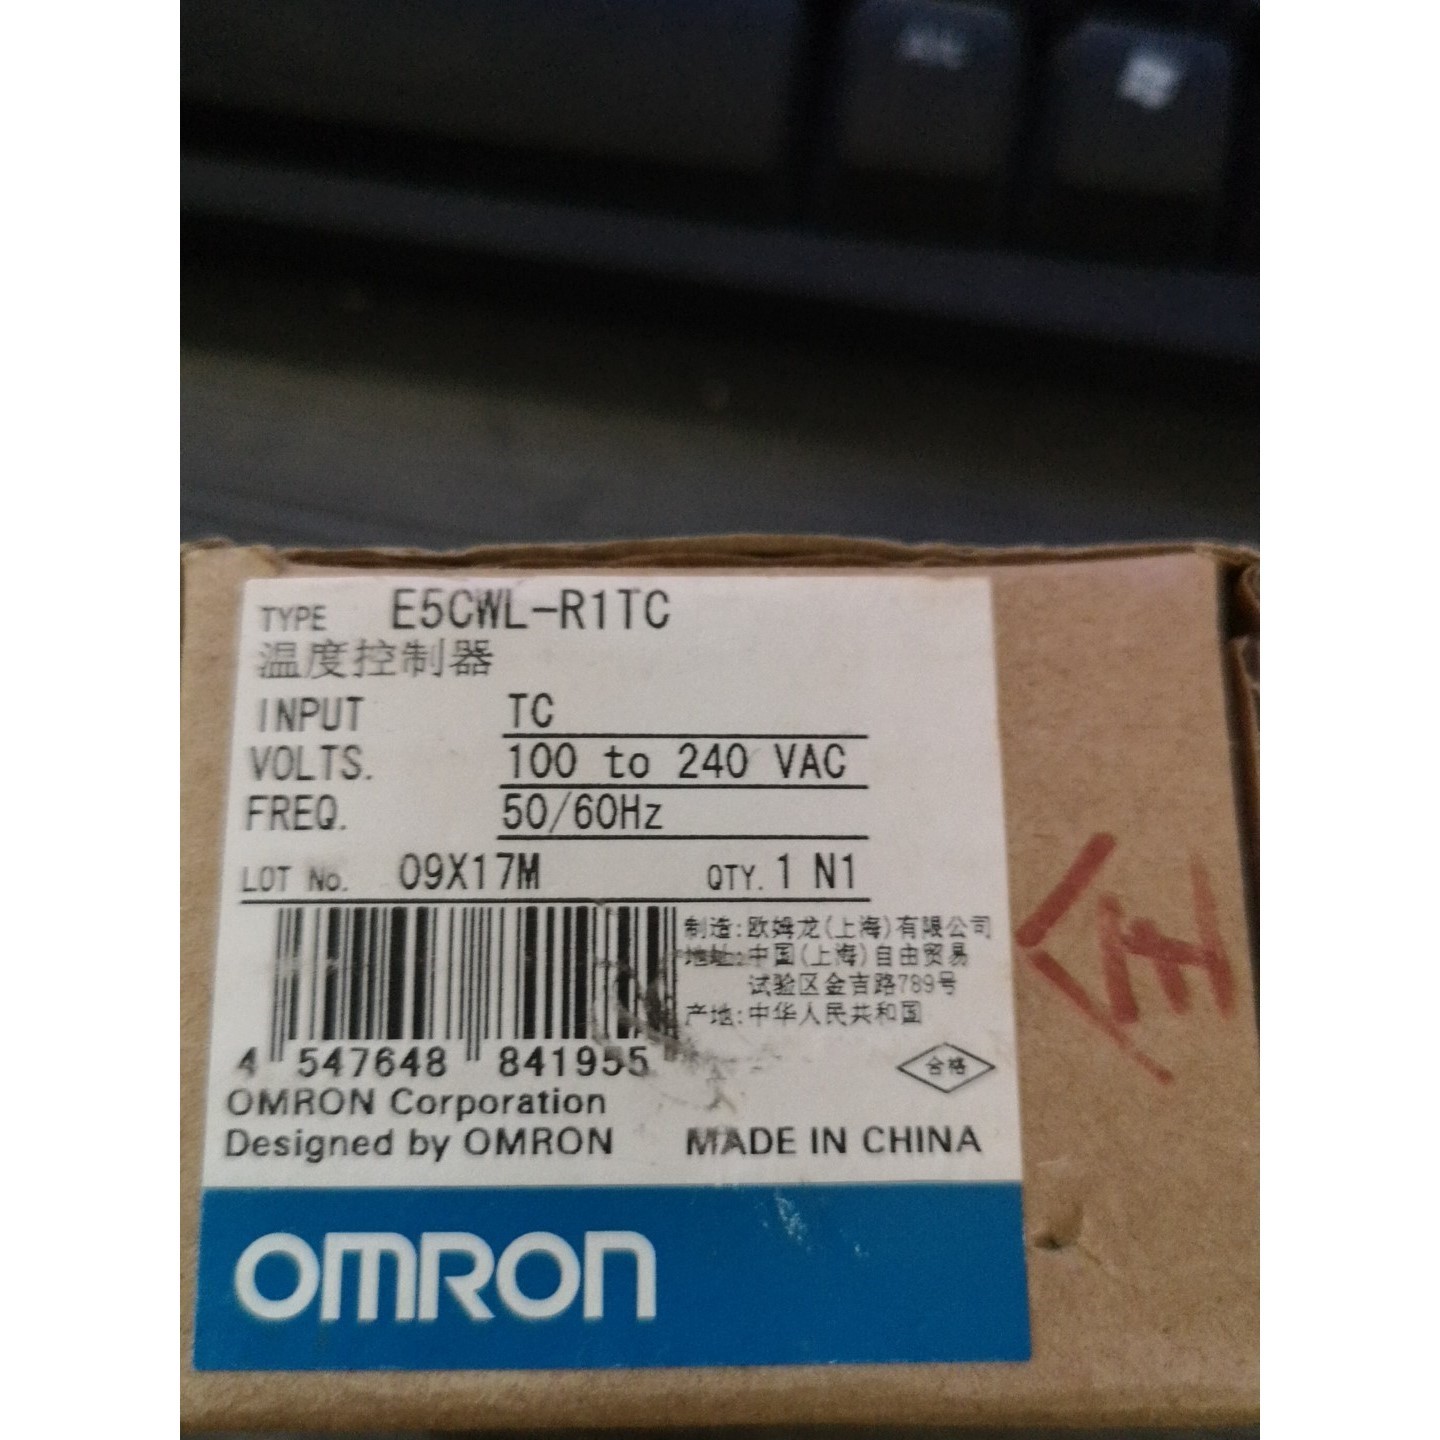 TYPE E5CWL-R1TC
温度控制器
INPUT TC
VOLTS. 100 to 240 VAC
FREQ. 50/60Hz
LOT No. 09X17M QTY. 1 N1
制造:欧姆龙(上海)有限公司
地址:中国(上海)自由贸易
试验区金吉路789号
产地:中华人民共和国
4 547648 841955
合格
OMRON Corporation
Designed by OMRON MADE IN CHINA
OMRON